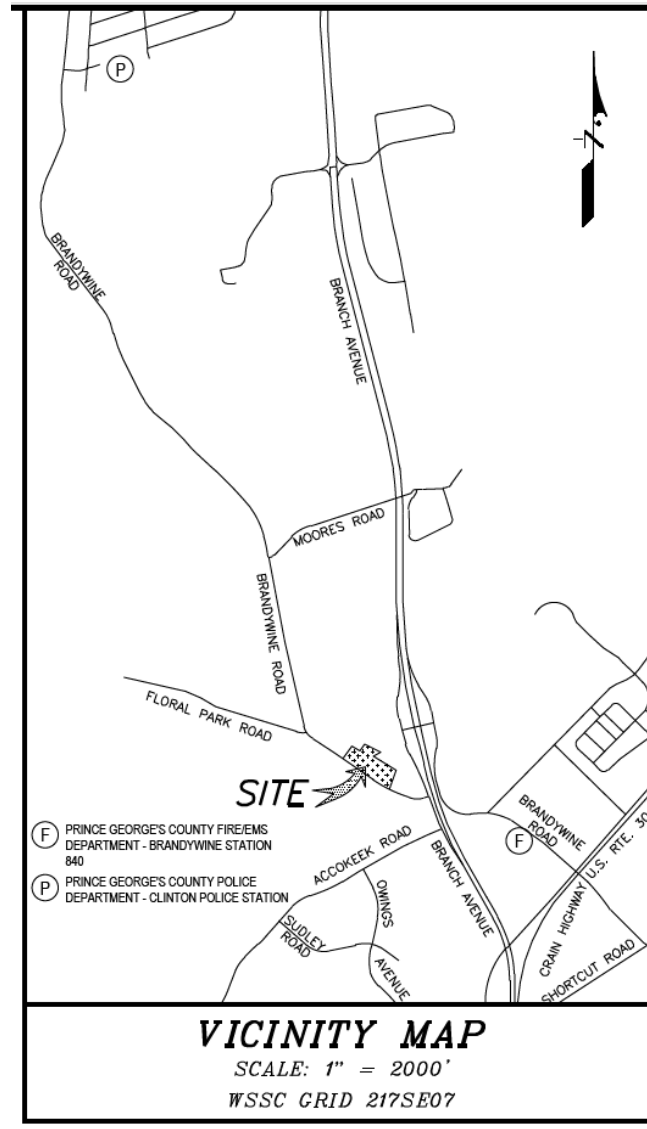 P
BRANDYWINE
ROAD
BRANCH AVENUE
MOORES ROAD
BRANDYWINE ROAD
FLORAL PARK ROAD
SITE
BRANDYWINE
ROAD
F
F PRINCE GEORGE'S COUNTY FIRE/EMS
DEPARTMENT - BRANDYWINE STATION
840
P PRINCE GEORGE'S COUNTY POLICE
DEPARTMENT - CLINTON POLICE STATION
ACCOKEEK ROAD
BRANCH AVENUE
OWINGS
AVENUE
SUDLEY
ROAD
CRAIN HIGHWAY U.S. RTE. 30
SHORTCUT ROAD
VICINITY MAP
SCALE: 1" = 2000'
WSSC GRID 217SE07